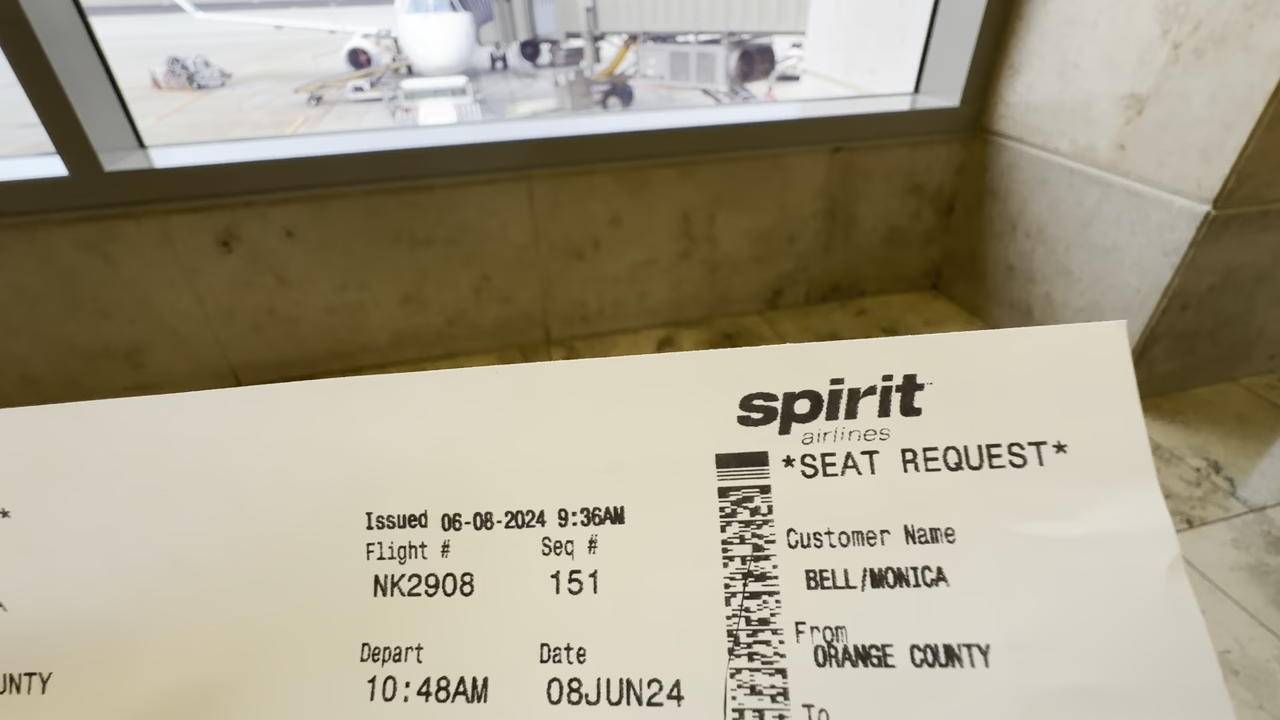 spirit
airlines
*SEAT REQUEST*
*
Issued 06-08-2024 9:36AM
Flight # Seq #
NK2908 151
Customer Name
BELL/MONICA
From
ORANGE COUNTY
Depart Date
UNTY 10:48AM 08JUN24
To